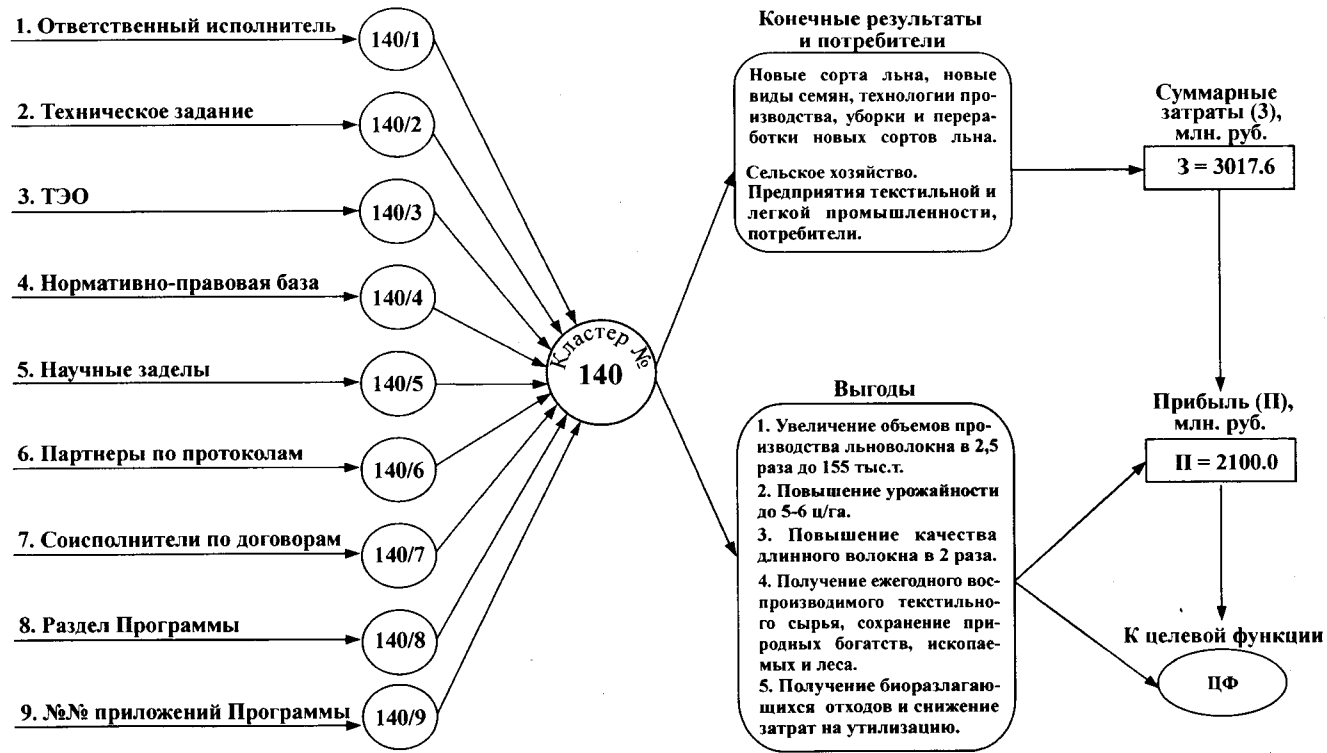 1. Ответственный исполнитель
140/1
2. Техническое задание
140/2
3. ТЭО
140/3
4. Нормативно-правовая база
140/4
5. Научные заделы
140/5
6. Партнеры по протоколам
140/6
7. Соисполнители по договорам
140/7
8. Раздел Программы
140/8
9. №№ приложений Программы
140/9
Кластер №
140
Конечные результаты
и потребители
Новые сорта льна, новые
виды семян, технологии про-
изводства, уборки и перера-
ботки новых сортов льна.
Сельское хозяйство.
Предприятия текстильной и
легкой промышленности,
потребители.
Выгоды
1. Увеличение объемов про-
изводства льноволокна в 2,5
раза до 155 тыс.т.
2. Повышение урожайности
до 5-6 ц/га.
3. Повышение качества
длинного волокна в 2 раза.
4. Получение ежегодного вос-
производимого текстильно-
го сырья, сохранение при-
родных богатств, ископае-
мых и леса.
5. Получение биоразлагаю-
щихся отходов и снижение
затрат на утилизацию.
Суммарные
затраты (З),
млн. руб.
З = 3017.6
Прибыль (П),
млн. руб.
П = 2100.0
К целевой функции
ЦФ